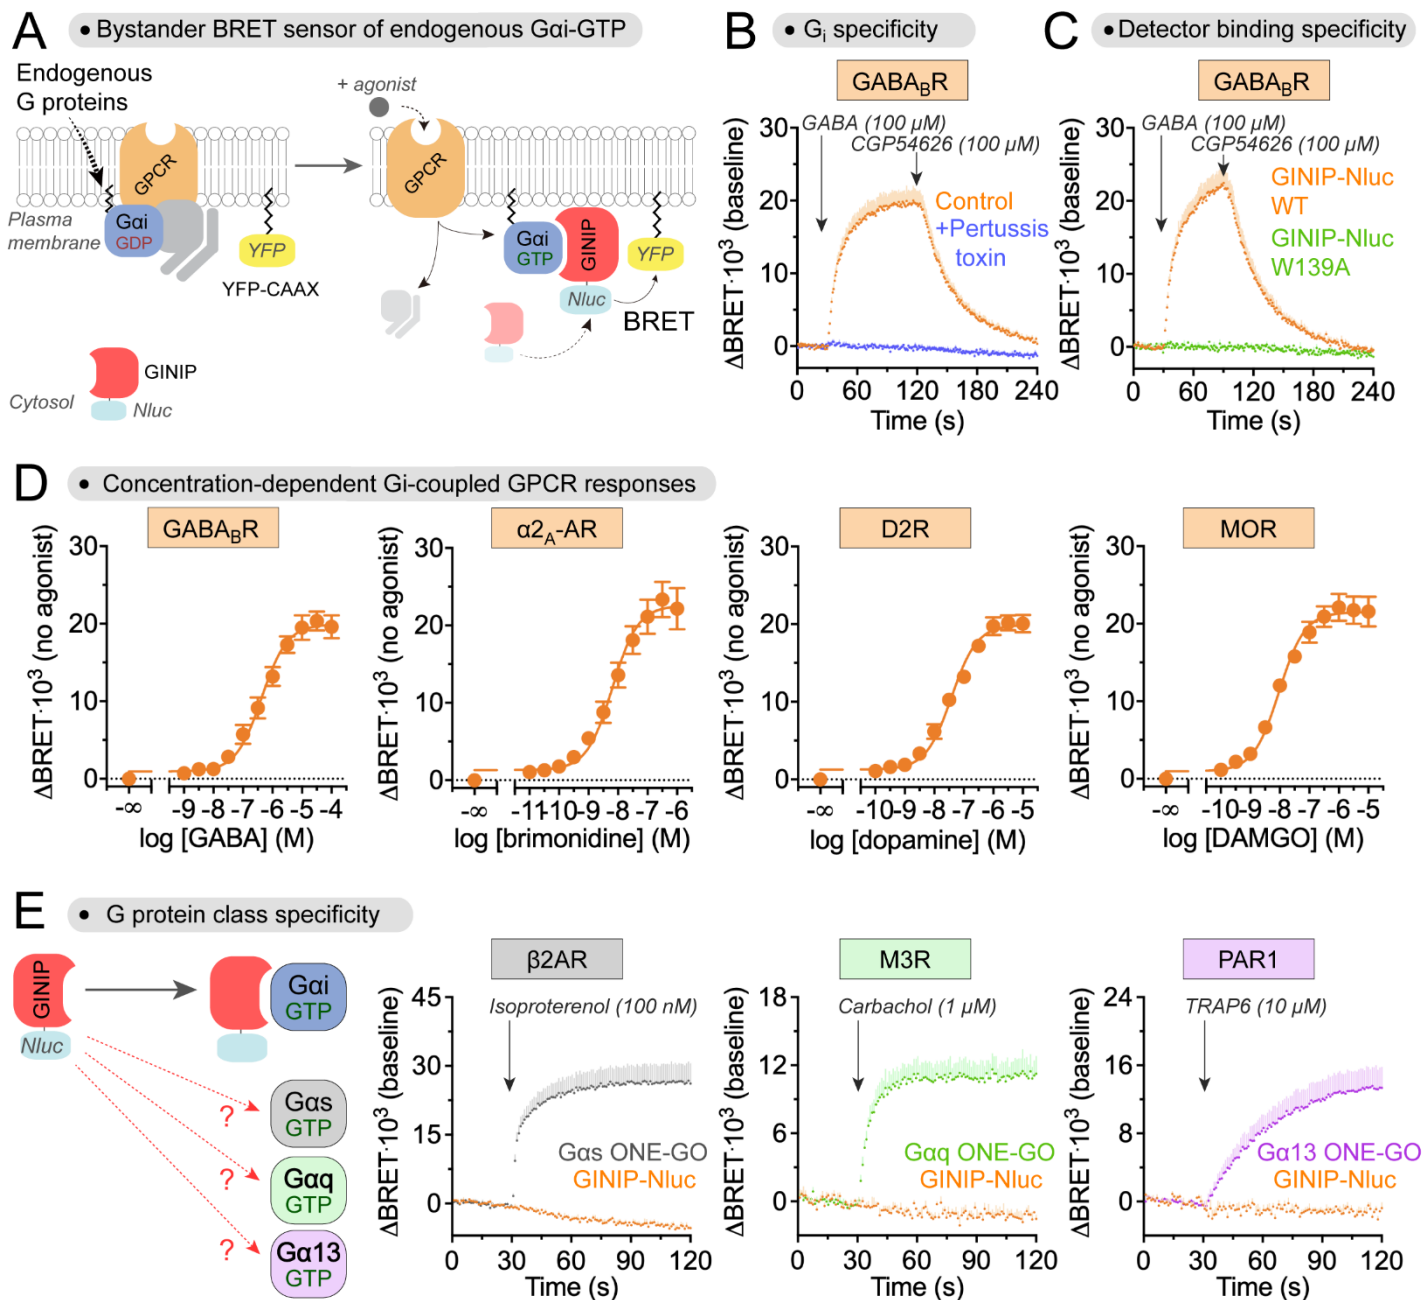 A
• Bystander BRET sensor of endogenous Gαi-GTP
Endogenous
G proteins
+ agonist
GPCR
GPCR
Plasma
membrane
Gαi
GDP
YFP
YFP-CAAX
Gαi
GTP
GINIP
YFP
Nluc
BRET
GINIP
Cytosol
Nluc
B
• Gi specificity
GABABR
GABA (100 µM)
CGP54626 (100 µM)
Control
+Pertussis
toxin
ΔBRET·10³ (baseline)
30
20
10
0
0 60 120 180 240
Time (s)
C
• Detector binding specificity
GABABR
GABA (100 µM)
CGP54626 (100 µM)
GINIP-Nluc
WT
GINIP-Nluc
W139A
ΔBRET·10³ (baseline)
30
20
10
0
0 60 120 180 240
Time (s)
D
• Concentration-dependent Gi-coupled GPCR responses
GABABR
ΔBRET·10³ (no agonist)
30
20
10
0
-∞ -9 -8 -7 -6 -5 -4
log [GABA] (M)
α2A-AR
ΔBRET·10³ (no agonist)
30
20
10
0
-∞ -11-10-9 -8 -7 -6
log [brimonidine] (M)
D2R
ΔBRET·10³ (no agonist)
30
20
10
0
-∞ -10-9 -8 -7 -6 -5
log [dopamine] (M)
MOR
ΔBRET·10³ (no agonist)
30
20
10
0
-∞ -10-9 -8 -7 -6 -5
log [DAMGO] (M)
E
• G protein class specificity
GINIP
Nluc
Gαi
GTP
?
Gαs
GTP
?
Gαq
GTP
?
Gα13
GTP
β2AR
Isoproterenol (100 nM)
Gαs ONE-GO
GINIP-Nluc
ΔBRET·10³ (baseline)
45
30
15
0
0 30 60 90 120
Time (s)
M3R
Carbachol (1 µM)
Gαq ONE-GO
GINIP-Nluc
ΔBRET·10³ (baseline)
18
12
6
0
0 30 60 90 120
Time (s)
PAR1
TRAP6 (10 µM)
Gα13 ONE-GO
GINIP-Nluc
ΔBRET·10³ (baseline)
24
16
8
0
0 30 60 90 120
Time (s)